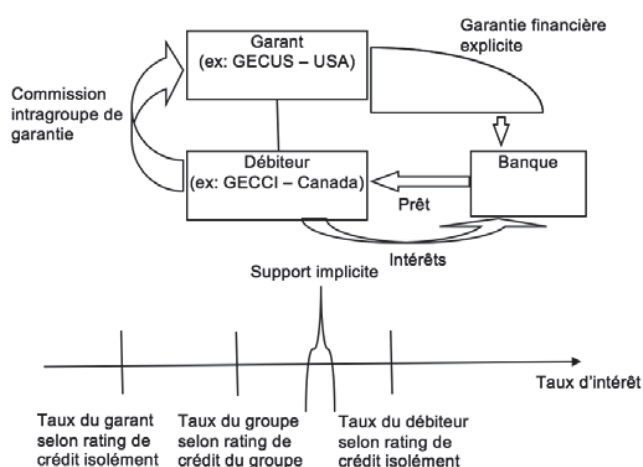 Garantie financière
explicite
Garant
(ex: GECUS – USA)
Commission
intragroupe de
garantie
Débiteur
(ex: GECCI – Canada)
Banque
Prêt
Intérêts
Support implicite
Taux d'intérêt
Taux du garant
selon rating de
crédit isolément
Taux du groupe
selon rating de
crédit du groupe
Taux du débiteur
selon rating de
crédit isolément